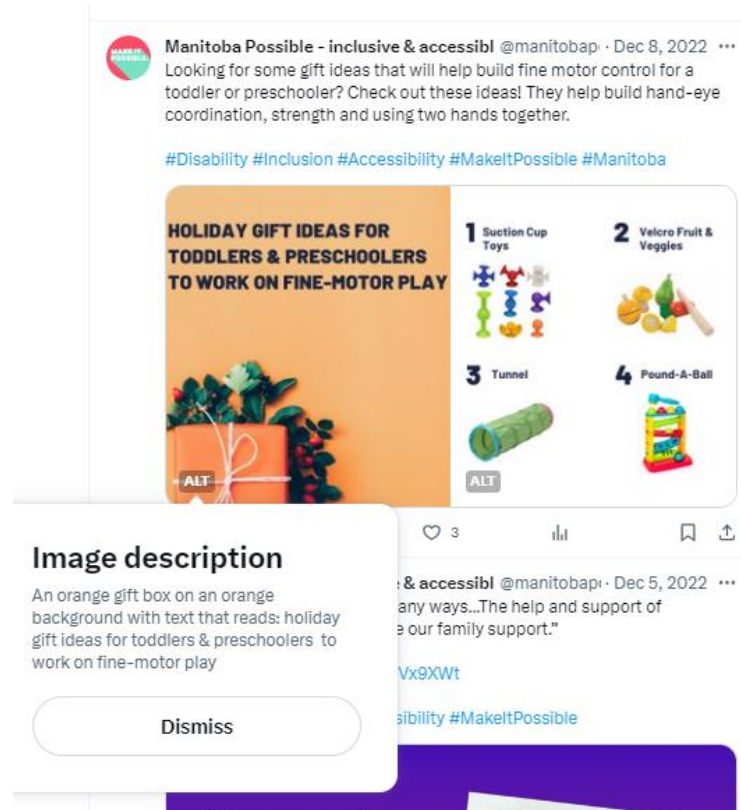 MAKE IT
POSSIBLE.
Manitoba Possible - inclusive & accessibl @manitobap · Dec 8, 2022
Looking for some gift ideas that will help build fine motor control for a
toddler or preschooler? Check out these ideas! They help build hand-eye
coordination, strength and using two hands together.
#Disability #Inclusion #Accessibility #MakeItPossible #Manitoba
HOLIDAY GIFT IDEAS FOR
TODDLERS & PRESCHOOLERS
TO WORK ON FINE-MOTOR PLAY
ALT
1 Suction Cup
Toys
2 Velcro Fruit &
Veggies
3 Tunnel
4 Pound-A-Ball
ALT
3
Image description
An orange gift box on an orange
background with text that reads: holiday
gift ideas for toddlers & preschoolers to
work on fine-motor play
Dismiss
& accessibl @manitobap · Dec 5, 2022
any ways...The help and support of
e our family support."
Vx9XWt
sibility #MakeItPossible